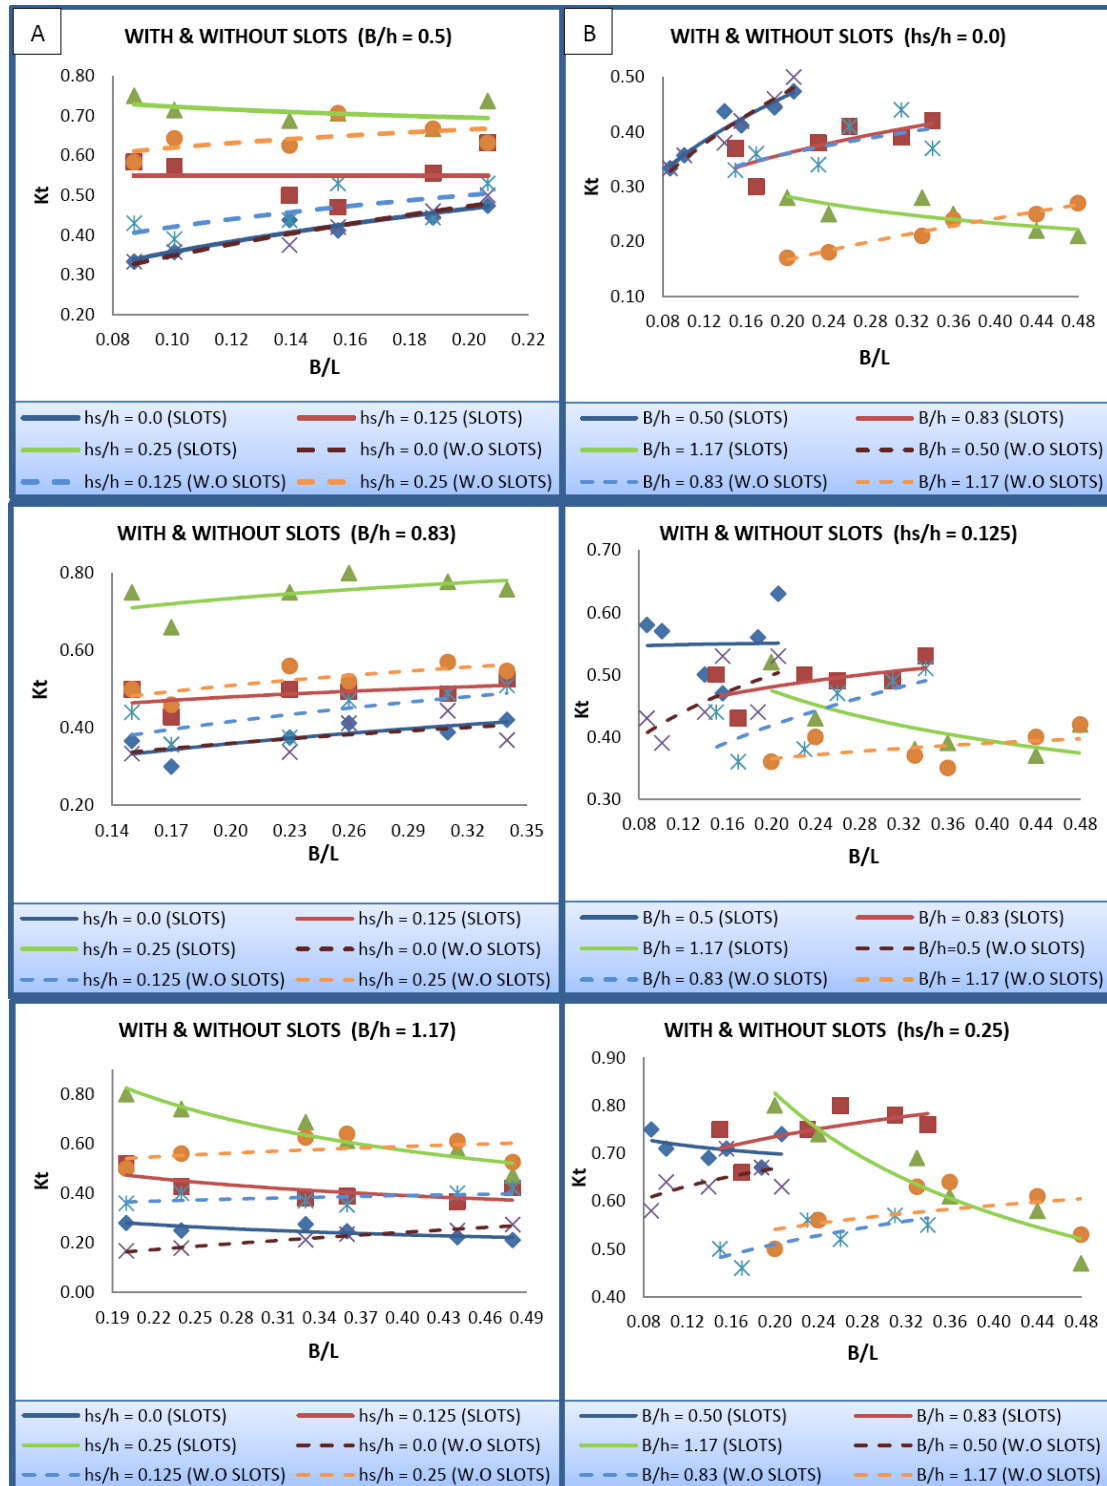 A
WITH & WITHOUT SLOTS (B/h = 0.5)
0.80
0.70
0.60
0.50
0.40
0.30
0.20
Kt
0.08 0.10 0.12 0.14 0.16 0.18 0.20 0.22
B/L
hs/h = 0.0 (SLOTS) hs/h = 0.125 (SLOTS)
hs/h = 0.25 (SLOTS) hs/h = 0.0 (W.O SLOTS)
hs/h = 0.125 (W.O SLOTS) hs/h = 0.25 (W.O SLOTS)
B
WITH & WITHOUT SLOTS (hs/h = 0.0)
0.50
0.40
0.30
0.20
0.10
Kt
0.08 0.12 0.16 0.20 0.24 0.28 0.32 0.36 0.40 0.44 0.48
B/L
B/h = 0.50 (SLOTS) B/h = 0.83 (SLOTS)
B/h = 1.17 (SLOTS) B/h = 0.50 (W.O SLOTS)
B/h = 0.83 (W.O SLOTS) B/h = 1.17 (W.O SLOTS)
WITH & WITHOUT SLOTS (B/h = 0.83)
0.80
0.60
0.40
0.20
Kt
0.14 0.17 0.20 0.23 0.26 0.29 0.32 0.35
B/L
hs/h = 0.0 (SLOTS) hs/h = 0.125 (SLOTS)
hs/h = 0.25 (SLOTS) hs/h = 0.0 (W.O SLOTS)
hs/h = 0.125 (W.O SLOTS) hs/h = 0.25 (W.O SLOTS)
WITH & WITHOUT SLOTS (hs/h = 0.125)
0.70
0.60
0.50
0.40
0.30
Kt
0.08 0.12 0.16 0.20 0.24 0.28 0.32 0.36 0.40 0.44 0.48
B/L
B/h = 0.5 (SLOTS) B/h = 0.83 (SLOTS)
B/h = 1.17 (SLOTS) B/h=0.5 (W.O SLOTS)
B/h = 0.83 (W.O SLOTS) B/h = 1.17 (W.O SLOTS)
WITH & WITHOUT SLOTS (B/h = 1.17)
0.80
0.60
0.40
0.20
0.00
Kt
0.19 0.22 0.25 0.28 0.31 0.34 0.37 0.40 0.43 0.46 0.49
B/L
hs/h = 0.0 (SLOTS) hs/h = 0.125 (SLOTS)
hs/h = 0.25 (SLOTS) hs/h = 0.0 (W.O SLOTS)
hs/h = 0.125 (W.O SLOTS) hs/h = 0.25 (W.O SLOTS)
WITH & WITHOUT SLOTS (hs/h = 0.25)
0.90
0.80
0.70
0.60
0.50
0.40
Kt
0.08 0.12 0.16 0.20 0.24 0.28 0.32 0.36 0.40 0.44 0.48
B/L
B/h = 0.50 (SLOTS) B/h = 0.83 (SLOTS)
B/h= 1.17 (SLOTS) B/h = 0.50 (W.O SLOTS)
B/h= 0.83 (W.O SLOTS) B/h = 1.17 (W.O SLOTS)